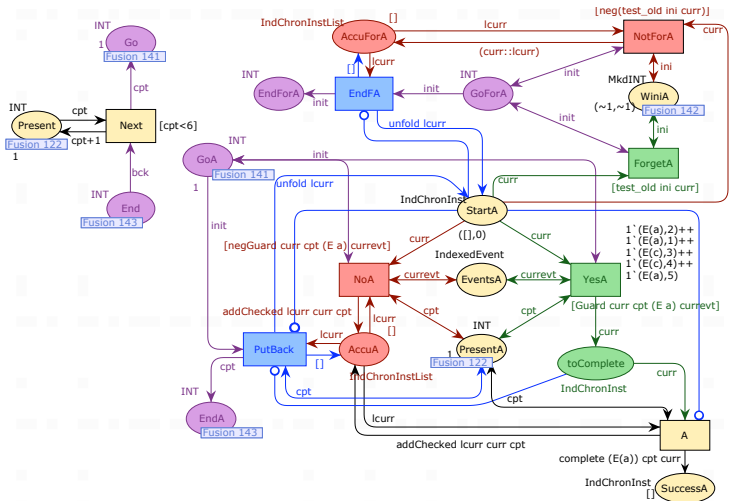 [neg(test_old ini curr)]
IndChronInstList
[]
AccuForA
lcurr
(curr::lcurr)
NotForA
curr
INT
Go
1
Fusion 141
cpt
lcurr
[]
ini
INT
EndForA
init
EndFA
init
INT
GoForA
init
MkdINT
WiniA
(~1,~1)
Fusion 142
INT
Present
Fusion 122
1
cpt
cpt+1
Next
[cpt<6]
unfold lcurr
init
ini
ForgetA
[test_old ini curr]
INT
GoA
Fusion 141
1
init
bck
unfold lcurr
curr
INT
End
Fusion 143
IndChronInst
StartA
([],0)
init
[negGuard curr cpt (E a) currevt]
curr
curr
1`(E(a),2)++
1`(E(a),1)++
1`(E(c),3)++
1`(E(c),4)++
1`(E(a),5)
IndexedEvent
NoA
currevt
EventsA
currevt
YesA
[Guard curr cpt (E a) currevt]
addChecked lcurr curr cpt
lcurr
[]
cpt
cpt
INT
PresentA
1
Fusion 122
curr
PutBack
lcurr
[]
AccuA
IndChronInstList
toComplete
IndChronInst
curr
cpt
cpt
cpt
INT
EndA
Fusion 143
lcurr
addChecked lcurr curr cpt
A
complete (E(a)) cpt curr
IndChronInst
[]
SuccessA